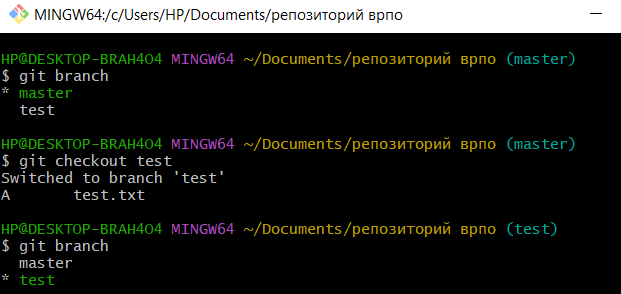 MINGW64:/c/Users/HP/Documents/репозиторий врпо
HP@DESKTOP-BRAH4O4 MINGW64 ~/Documents/репозиторий врпо (master)
$ git branch
* master
  test
HP@DESKTOP-BRAH4O4 MINGW64 ~/Documents/репозиторий врпо (master)
$ git checkout test
Switched to branch 'test'
A       test.txt
HP@DESKTOP-BRAH4O4 MINGW64 ~/Documents/репозиторий врпо (test)
$ git branch
  master
* test